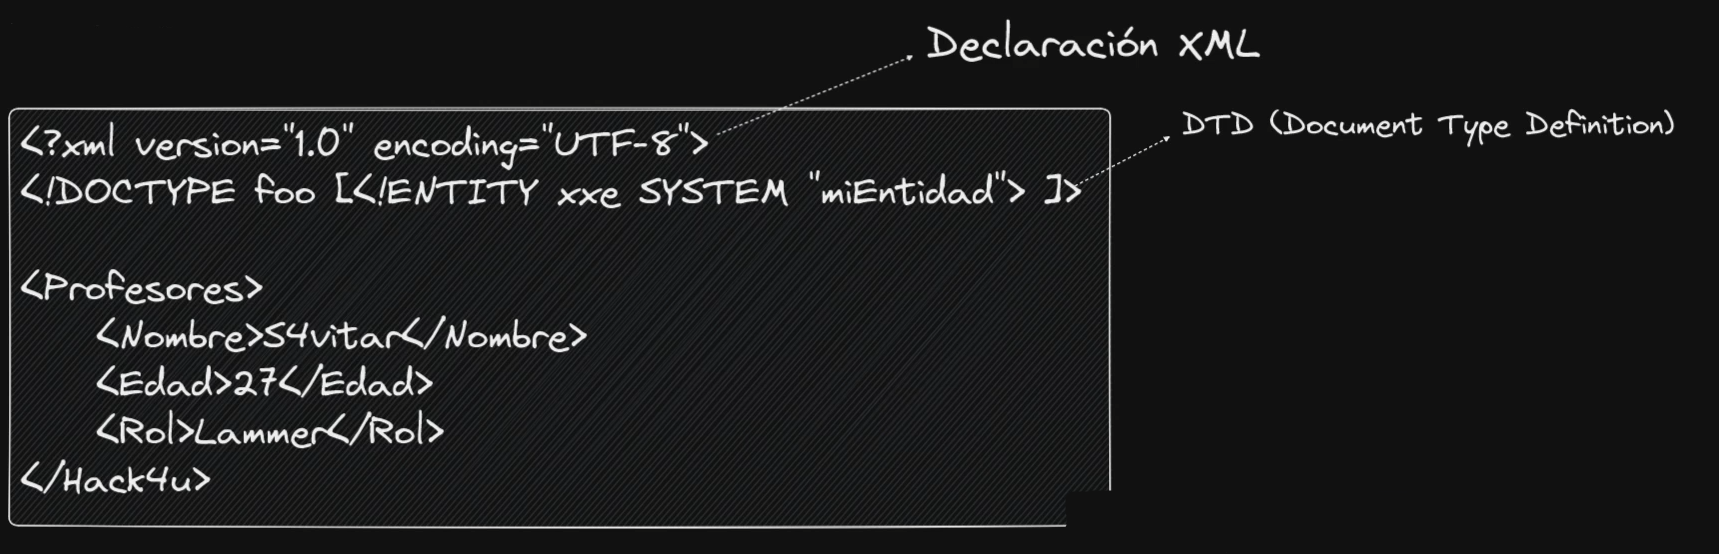 Declaración XML
DTD (Document Type Definition)
<?xml version="1.0" encoding="UTF-8">
<!DOCTYPE foo [<!ENTITY xxe SYSTEM "miEntidad"> ]>
<Profesores>
<Nombre>S4vitar</Nombre>
<Edad>27</Edad>
<Rol>Lammer</Rol>
</Hack4u>